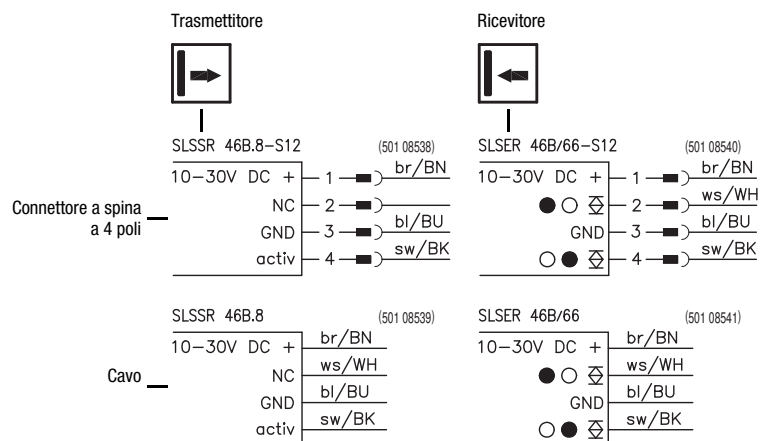 Trasmettitore
Ricevitore
SLSSR 46B.8-S12 (501 08538)
10-30V DC + 1 br/BN
NC 2
GND 3 bl/BU
activ 4 sw/BK
SLSER 46B/66-S12 (501 08540)
10-30V DC + 1 br/BN
2 ws/WH
GND 3 bl/BU
4 sw/BK
Connettore a spina
a 4 poli
SLSSR 46B.8 (501 08539)
10-30V DC + br/BN
NC ws/WH
GND bl/BU
activ sw/BK
SLSER 46B/66 (501 08541)
10-30V DC + br/BN
ws/WH
GND bl/BU
sw/BK
Cavo